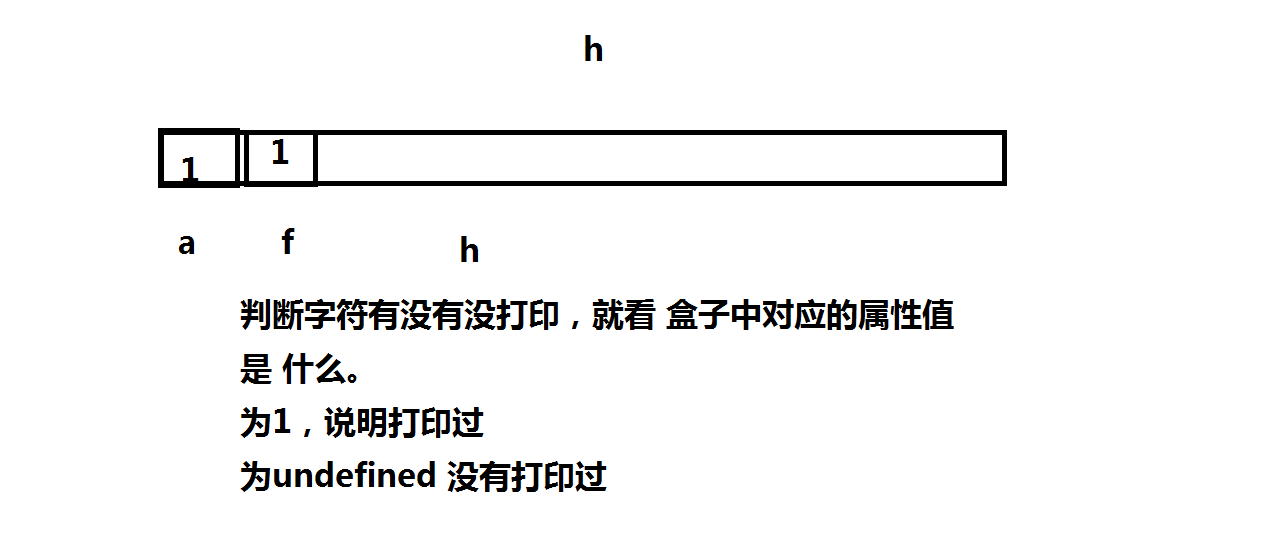 h
1 1
a f h
判断字符有没有没打印，就看 盒子中对应的属性值
是 什么。
为1，说明打印过
为undefined 没有打印过